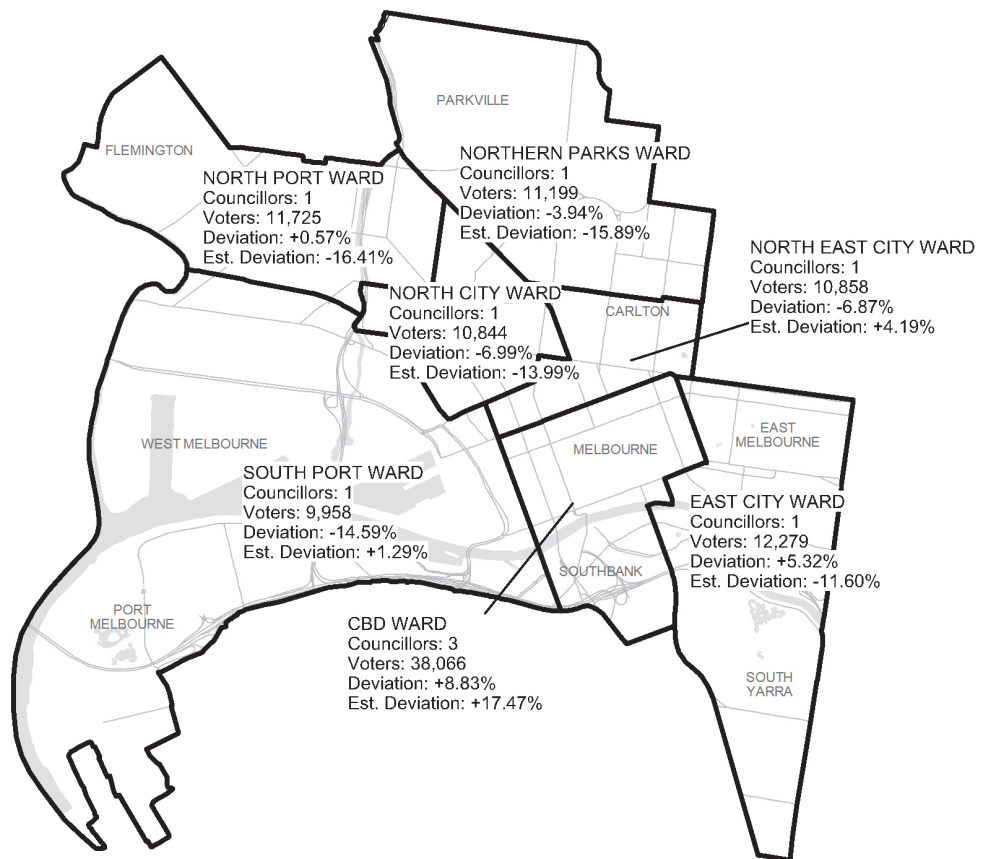 PARKVILLE
FLEMINGTON
NORTHERN PARKS WARD
Councillors: 1
Voters: 11,199
Deviation: -3.94%
Est. Deviation: -15.89%
NORTH PORT WARD
Councillors: 1
Voters: 11,725
Deviation: +0.57%
Est. Deviation: -16.41%
NORTH EAST CITY WARD
Councillors: 1
Voters: 10,858
Deviation: -6.87%
Est. Deviation: +4.19%
NORTH CITY WARD
Councillors: 1
Voters: 10,844
Deviation: -6.99%
Est. Deviation: -13.99%
CARLTON
WEST MELBOURNE
MELBOURNE
EAST
MELBOURNE
SOUTH PORT WARD
Councillors: 1
Voters: 9,958
Deviation: -14.59%
Est. Deviation: +1.29%
EAST CITY WARD
Councillors: 1
Voters: 12,279
Deviation: +5.32%
Est. Deviation: -11.60%
SOUTHBANK
PORT
MELBOURNE
CBD WARD
Councillors: 3
Voters: 38,066
Deviation: +8.83%
Est. Deviation: +17.47%
SOUTH
YARRA